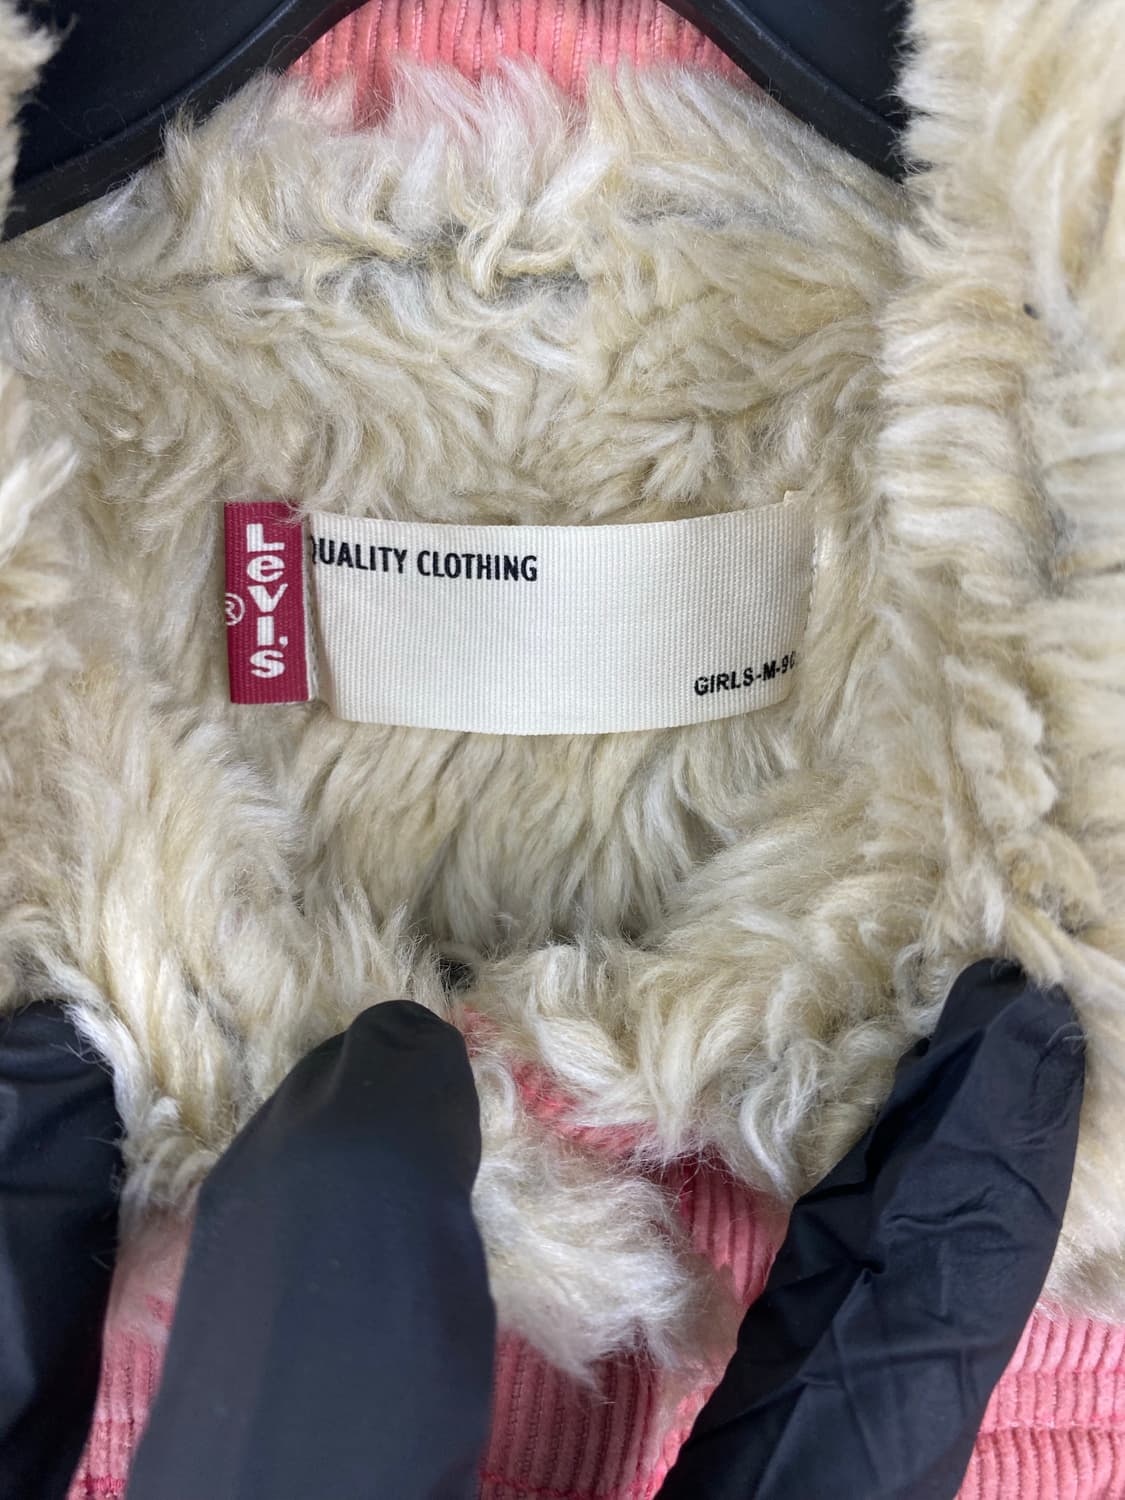 Levi's
®
QUALITY CLOTHING
GIRLS-M-90